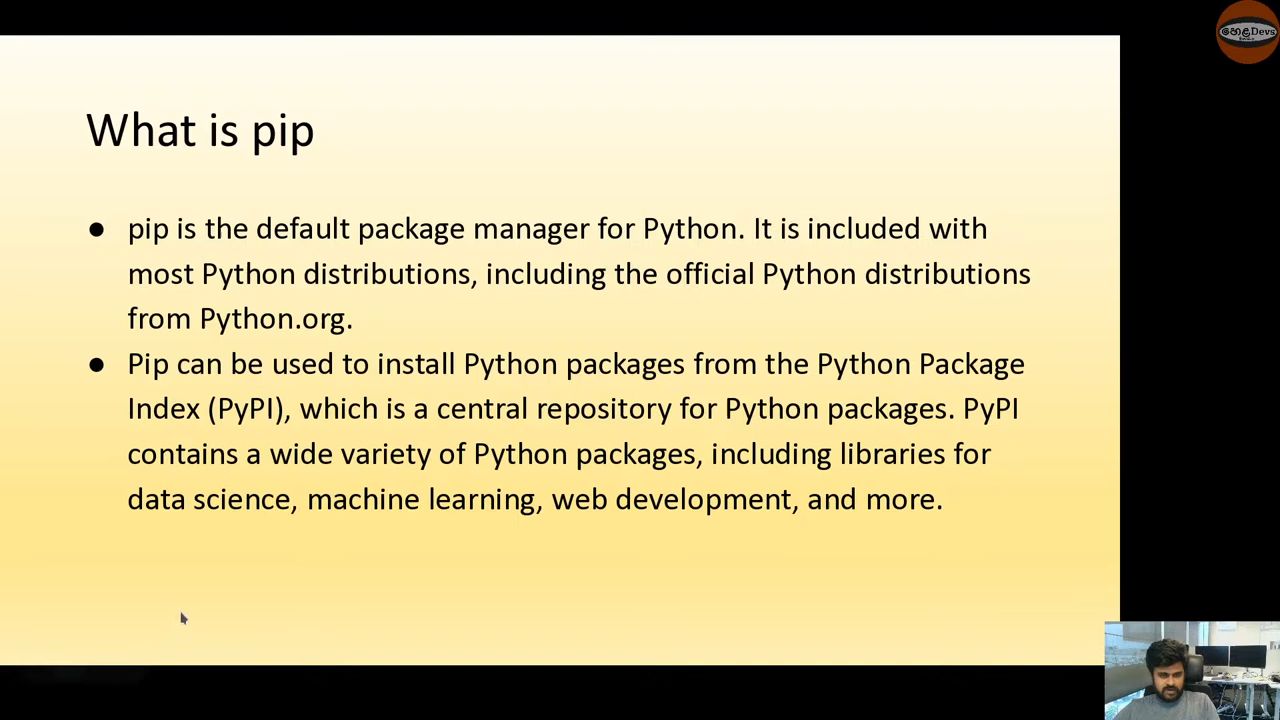 හෙළDevs
What is pip
● pip is the default package manager for Python. It is included with
most Python distributions, including the official Python distributions
from Python.org.
● Pip can be used to install Python packages from the Python Package
Index (PyPI), which is a central repository for Python packages. PyPI
contains a wide variety of Python packages, including libraries for
data science, machine learning, web development, and more.